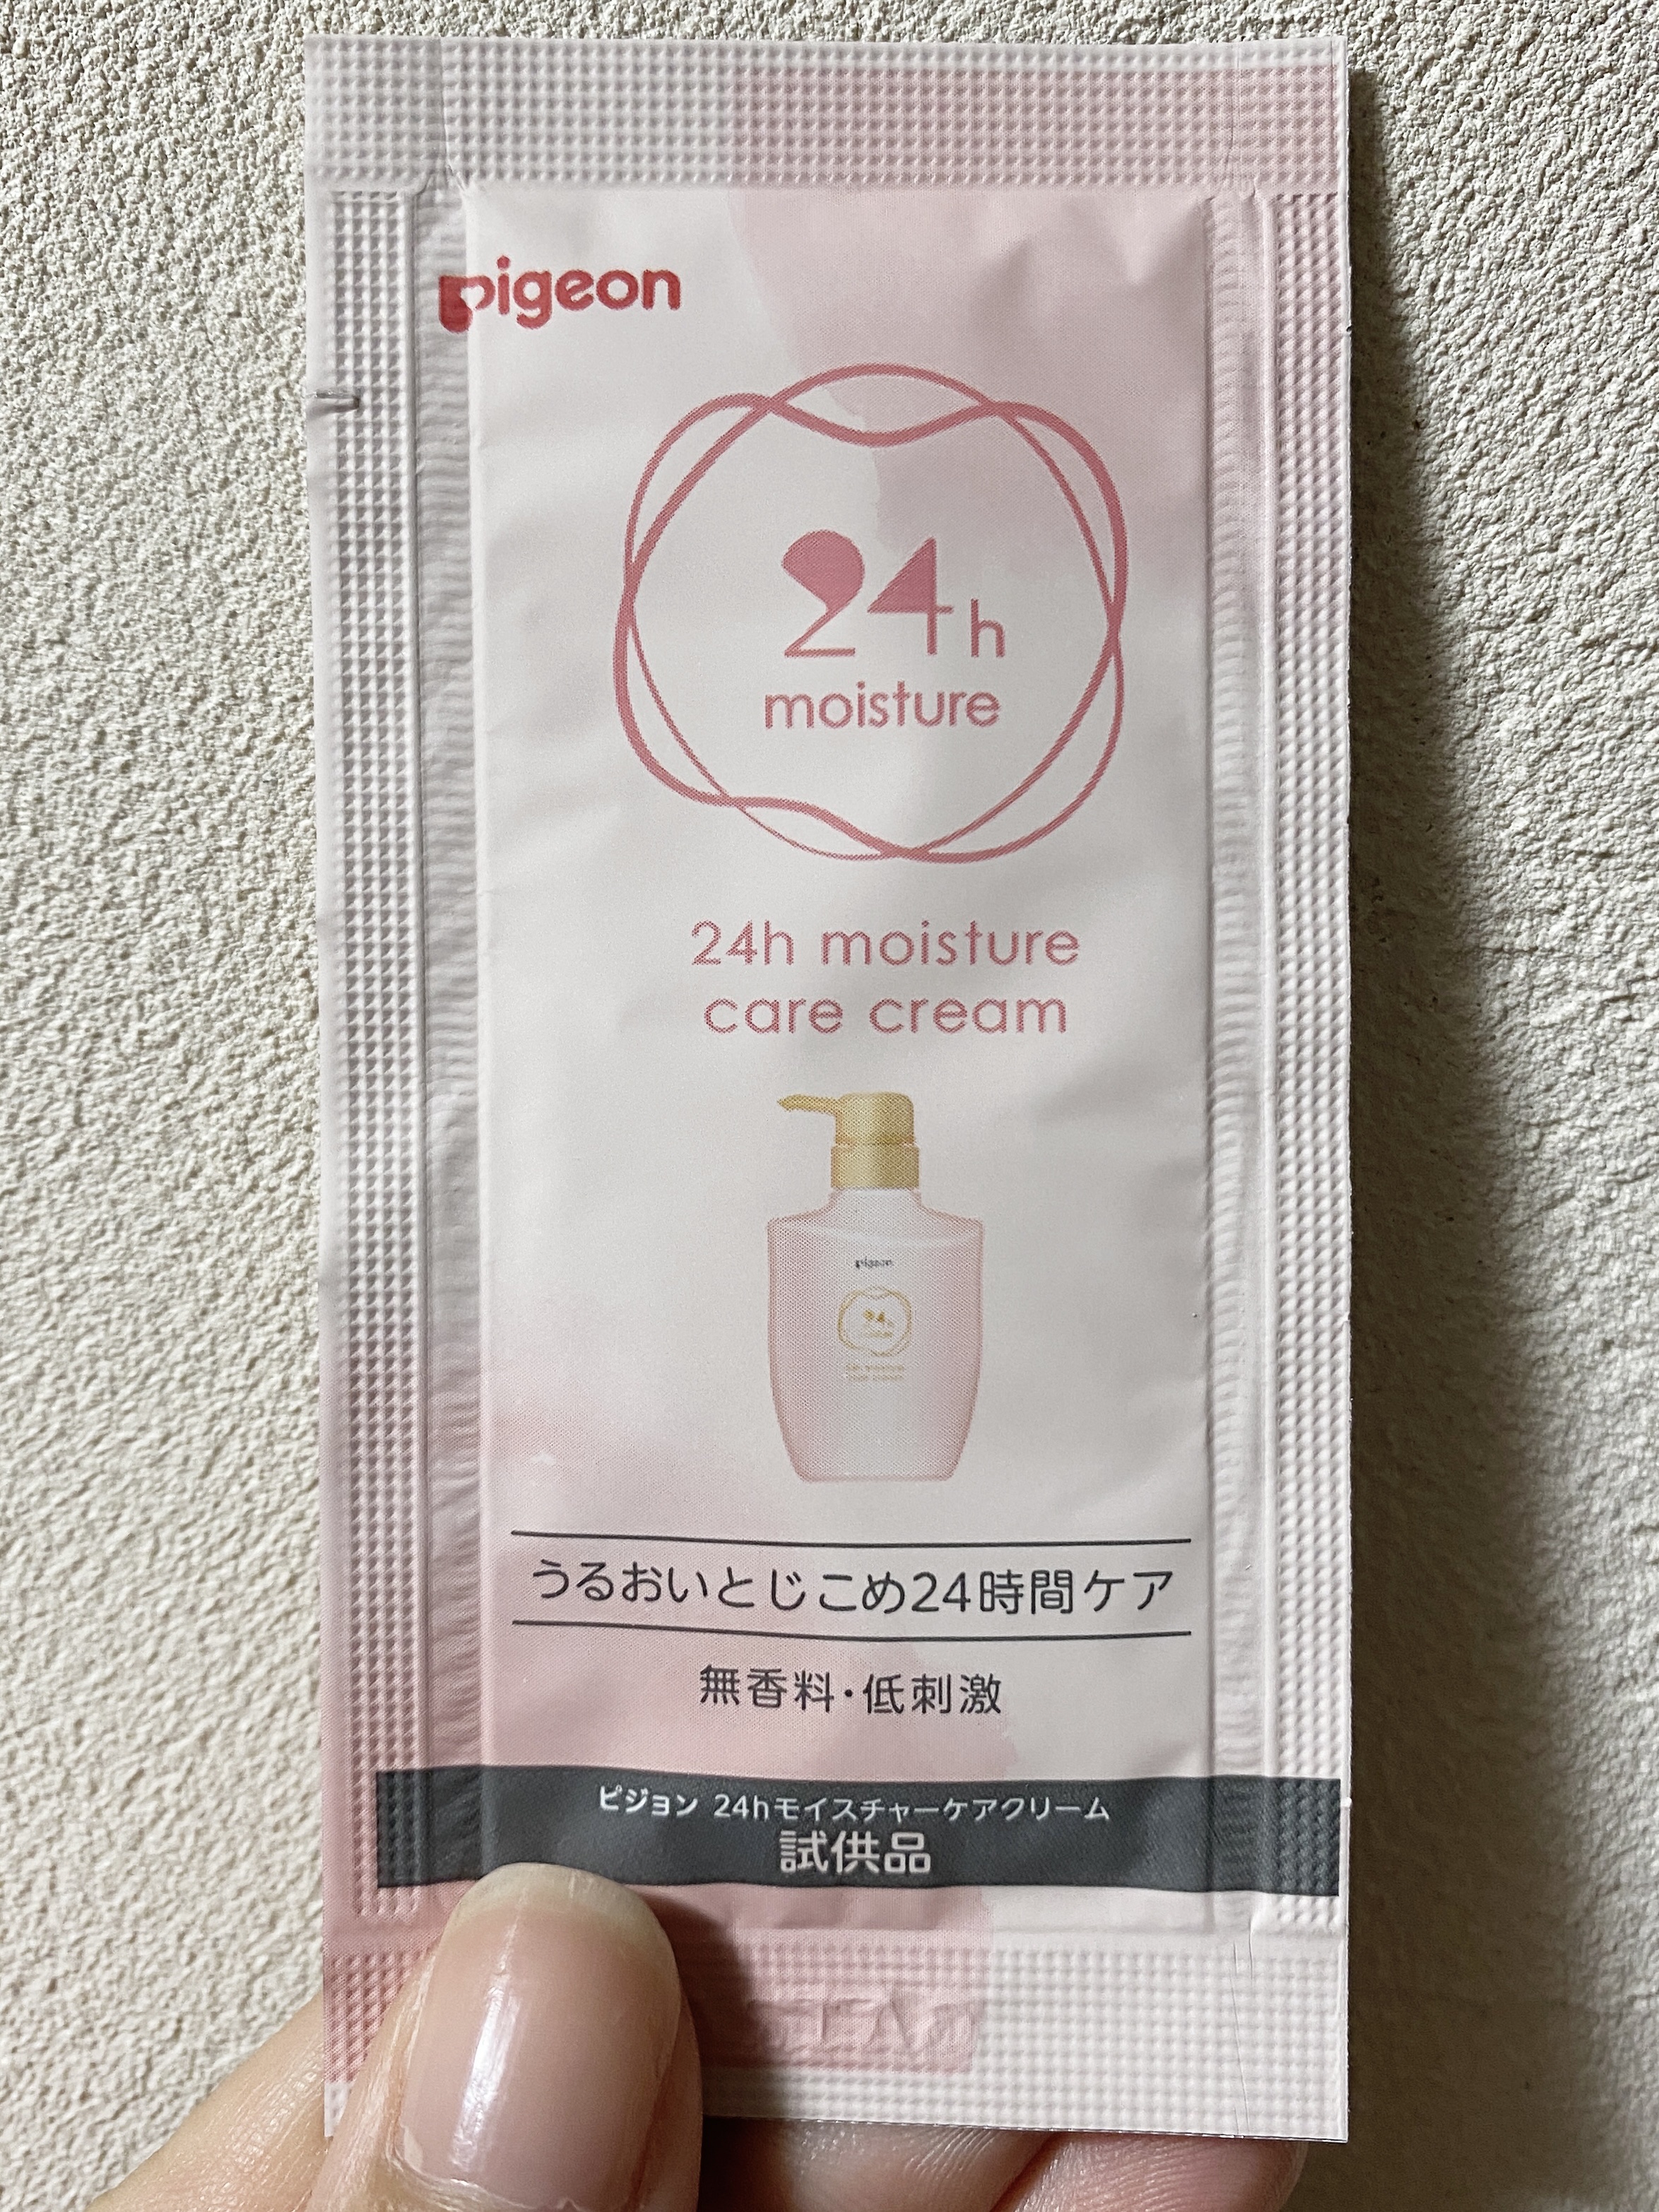 pigeon
24h
moisture
24h moisture
care cream
pigeon
24h
うるおいとじこめ24時間ケア
無香料・低刺激
ピジョン 24hモイスチャーケアクリーム
試供品